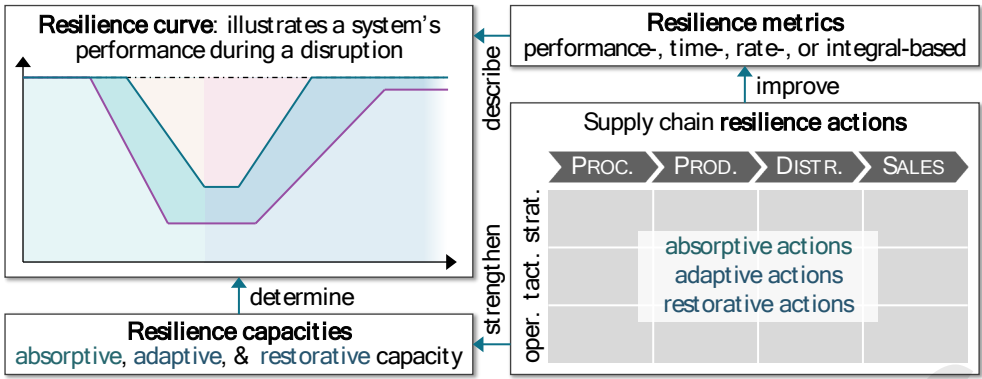 Resilience curve: illustrates a system's
performance during a disruption
Resilience metrics
performance-, time-, rate-, or integral-based
describe
improve
Supply chain resilience actions
PROC.
PROD.
DISTR.
SALES
strat.
tact.
oper.
absorptive actions
adaptive actions
restorative actions
strengthen
determine
Resilience capacities
absorptive, adaptive, & restorative capacity